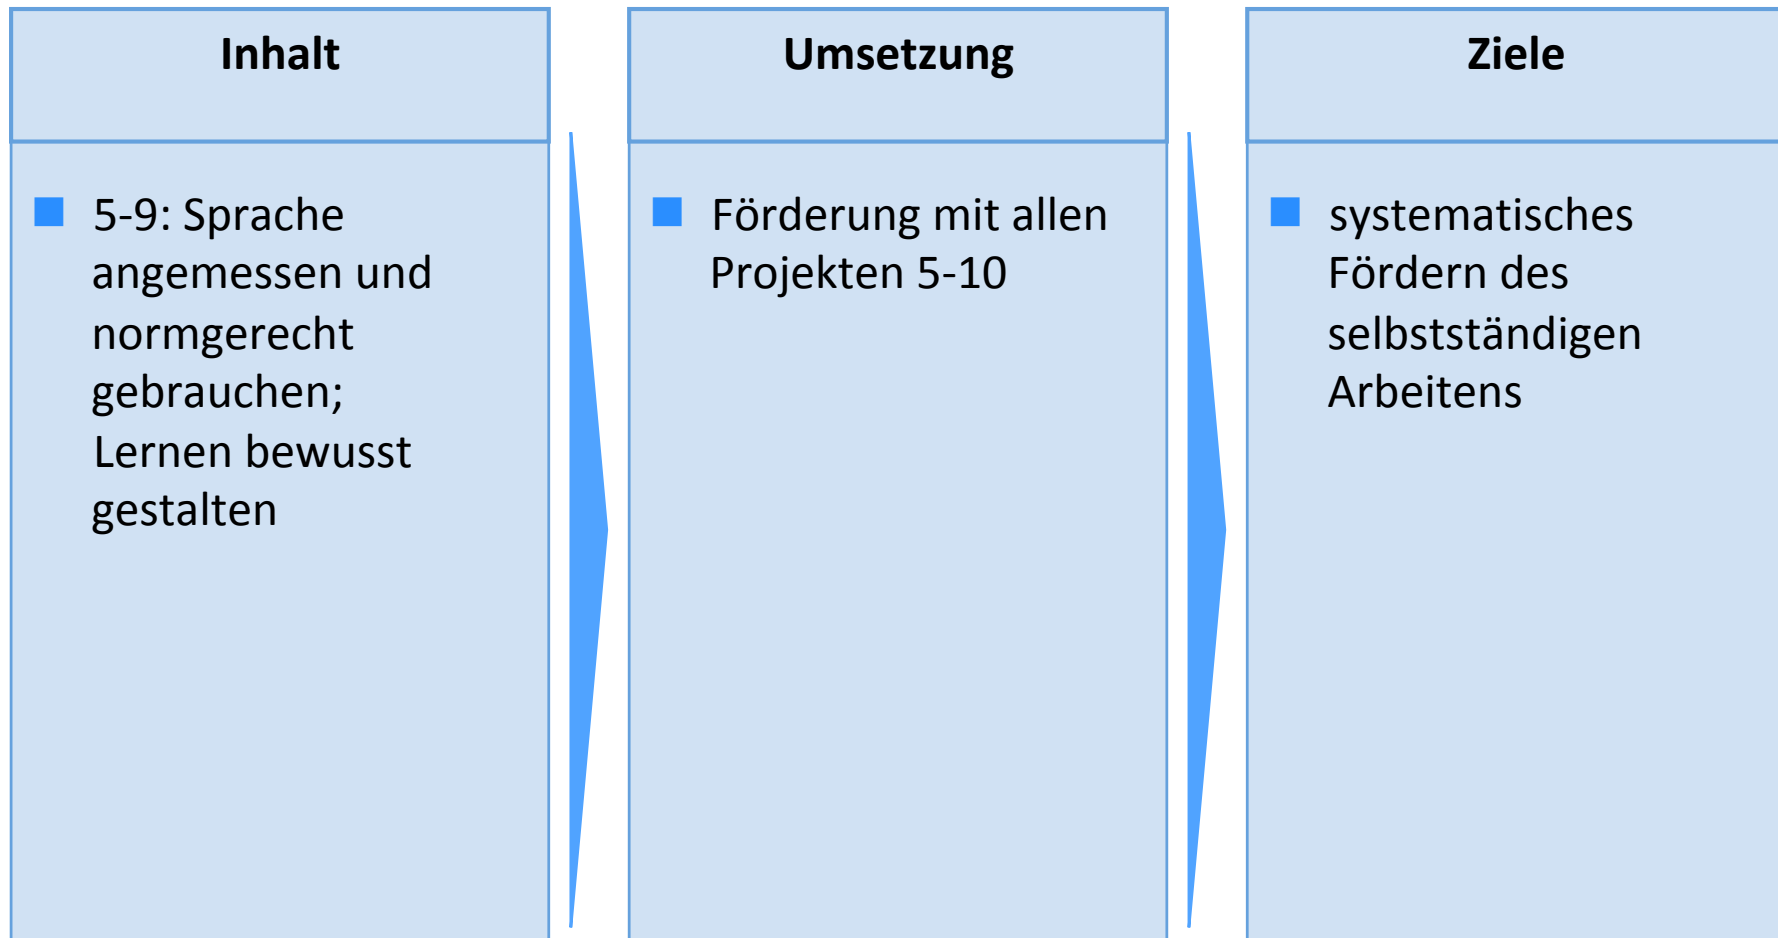 Inhalt
5-9: Sprache
angemessen und
normgerecht
gebrauchen;
Lernen bewusst
gestalten
Umsetzung
Förderung mit allen
Projekten 5-10
Ziele
systematisches
Fördern des
selbstständigen
Arbeitens